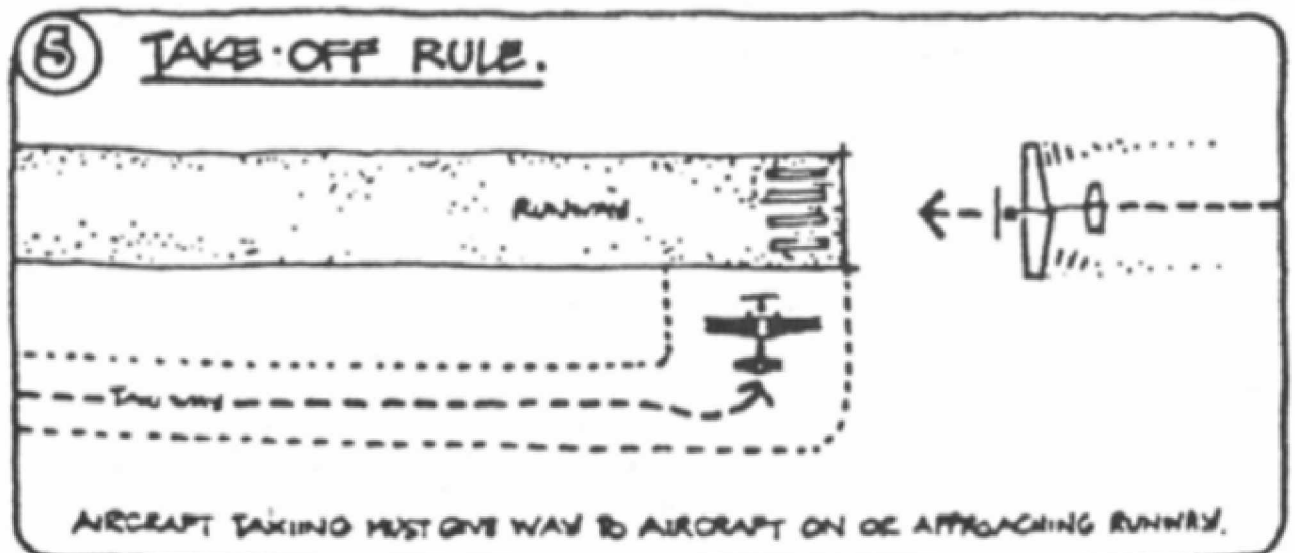 5 TAKE·OFF RULE.
RUNWAY.
TAXI WAY
AIRCRAFT TAXIING MUST GIVE WAY TO AIRCRAFT ON OR APPROACHING RUNWAY.